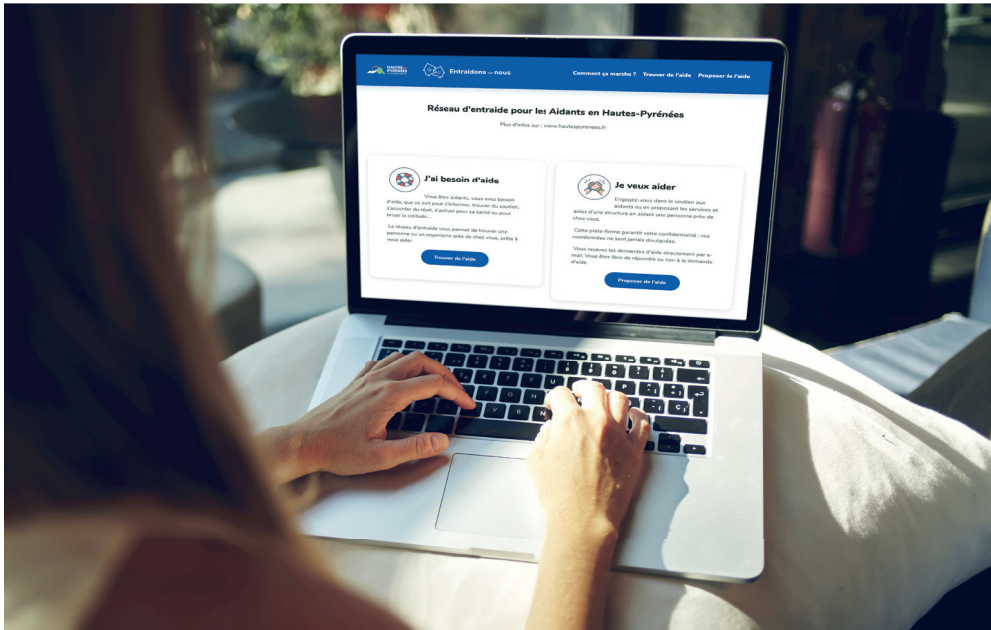 HAUTES-PYRÉNÉES
Entraidons-nous
Comment ça marche ? Trouver de l'aide Proposer de l'aide
Réseau d'entraide pour les Aidants en Hautes-Pyrénées
Plus d'infos sur : www.hautespyrenees.fr
J'ai besoin d'aide
Vous êtes aidants, vous avez besoin
d'aide, que ce soit pour s'informer, trouver du soutien,
s'accorder du répit, s'activer pour sa santé ou pour
briser la solitude...
Le réseau d'entraide vous permet de trouver une
personne ou un organisme près de chez vous, prête à
vous aider.
Trouver de l'aide
Je veux aider
Engagez-vous dans le soutien aux
aidants ou en proposant les services et
aides d'une structure en aidant une personne près de
chez vous.
Cette plate-forme garantit votre confidentialité : vos
coordonnées ne sont jamais divulguées.
Vous recevez les demandes d'aide directement par e-
mail. Vous êtes libre de répondre ou non à la demande
d'aide.
Proposer de l'aide